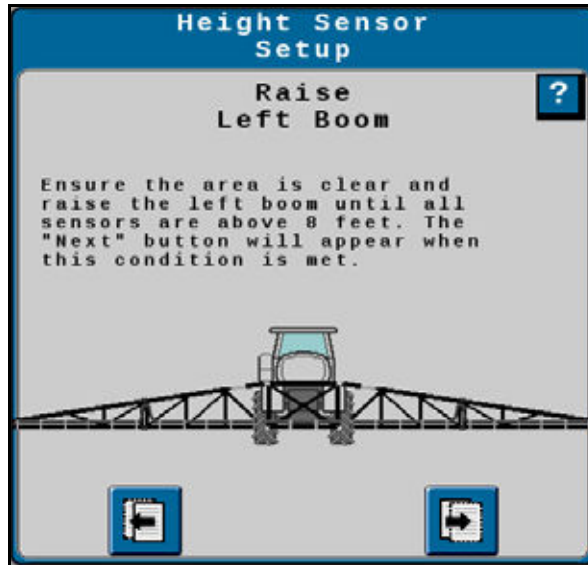 Height Sensor
Setup
Raise
Left Boom
?
Ensure the area is clear and
raise the left boom until all
sensors are above 8 feet. The
"Next" button will appear when
this condition is met.